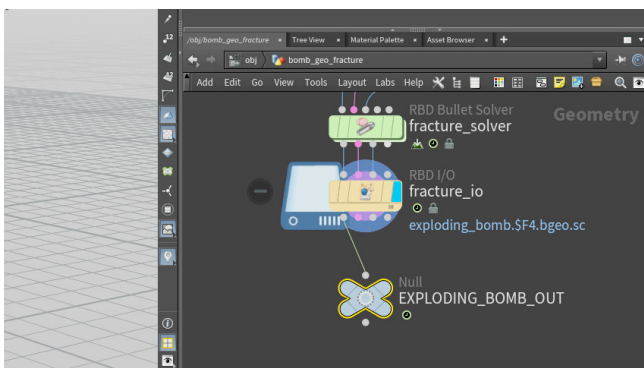 /obj/bomb_geo_fracture
Tree View
Material Palette
Asset Browser
obj
bomb_geo_fracture
Add Edit Go View Tools Layout Labs Help
12
Geometry
RBD Bullet Solver
fracture_solver
RBD I/O
fracture_io
exploding_bomb.$F4.bgeo.sc
Null
EXPLODING_BOMB_OUT